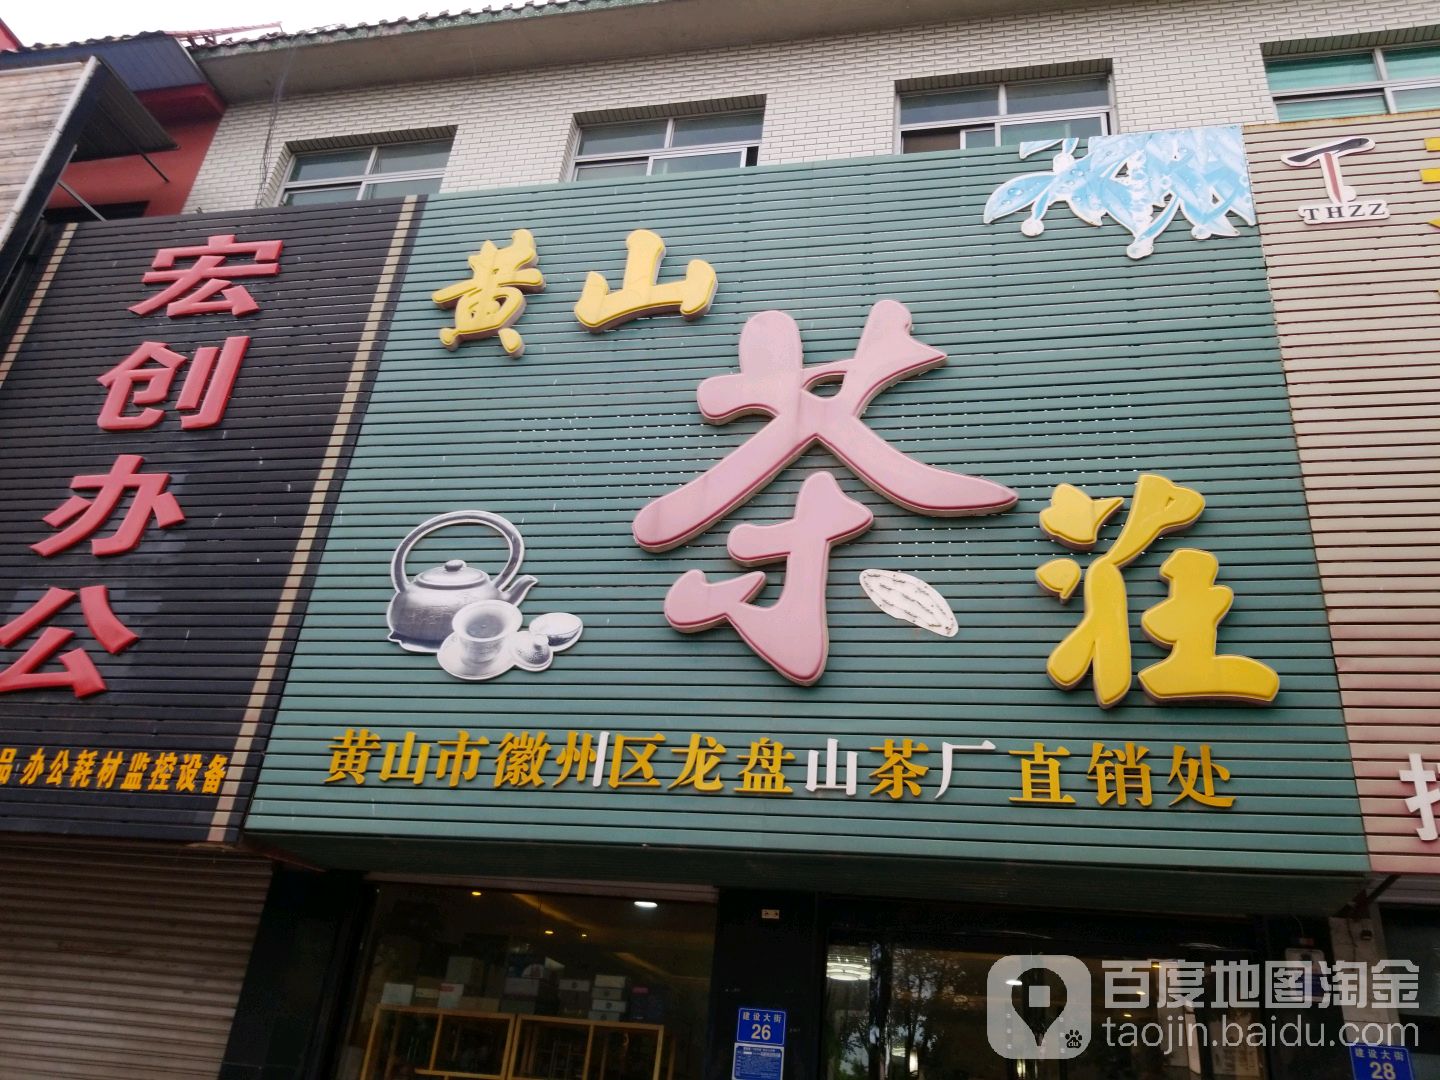 宏创办公
品·办公耗材监控设备
黄山
茶
庄
黄山市徽州区龙盘山茶厂直销处
THZZ
建设大街
26
建设大街
28
百度地图淘金
taojin.baidu.com